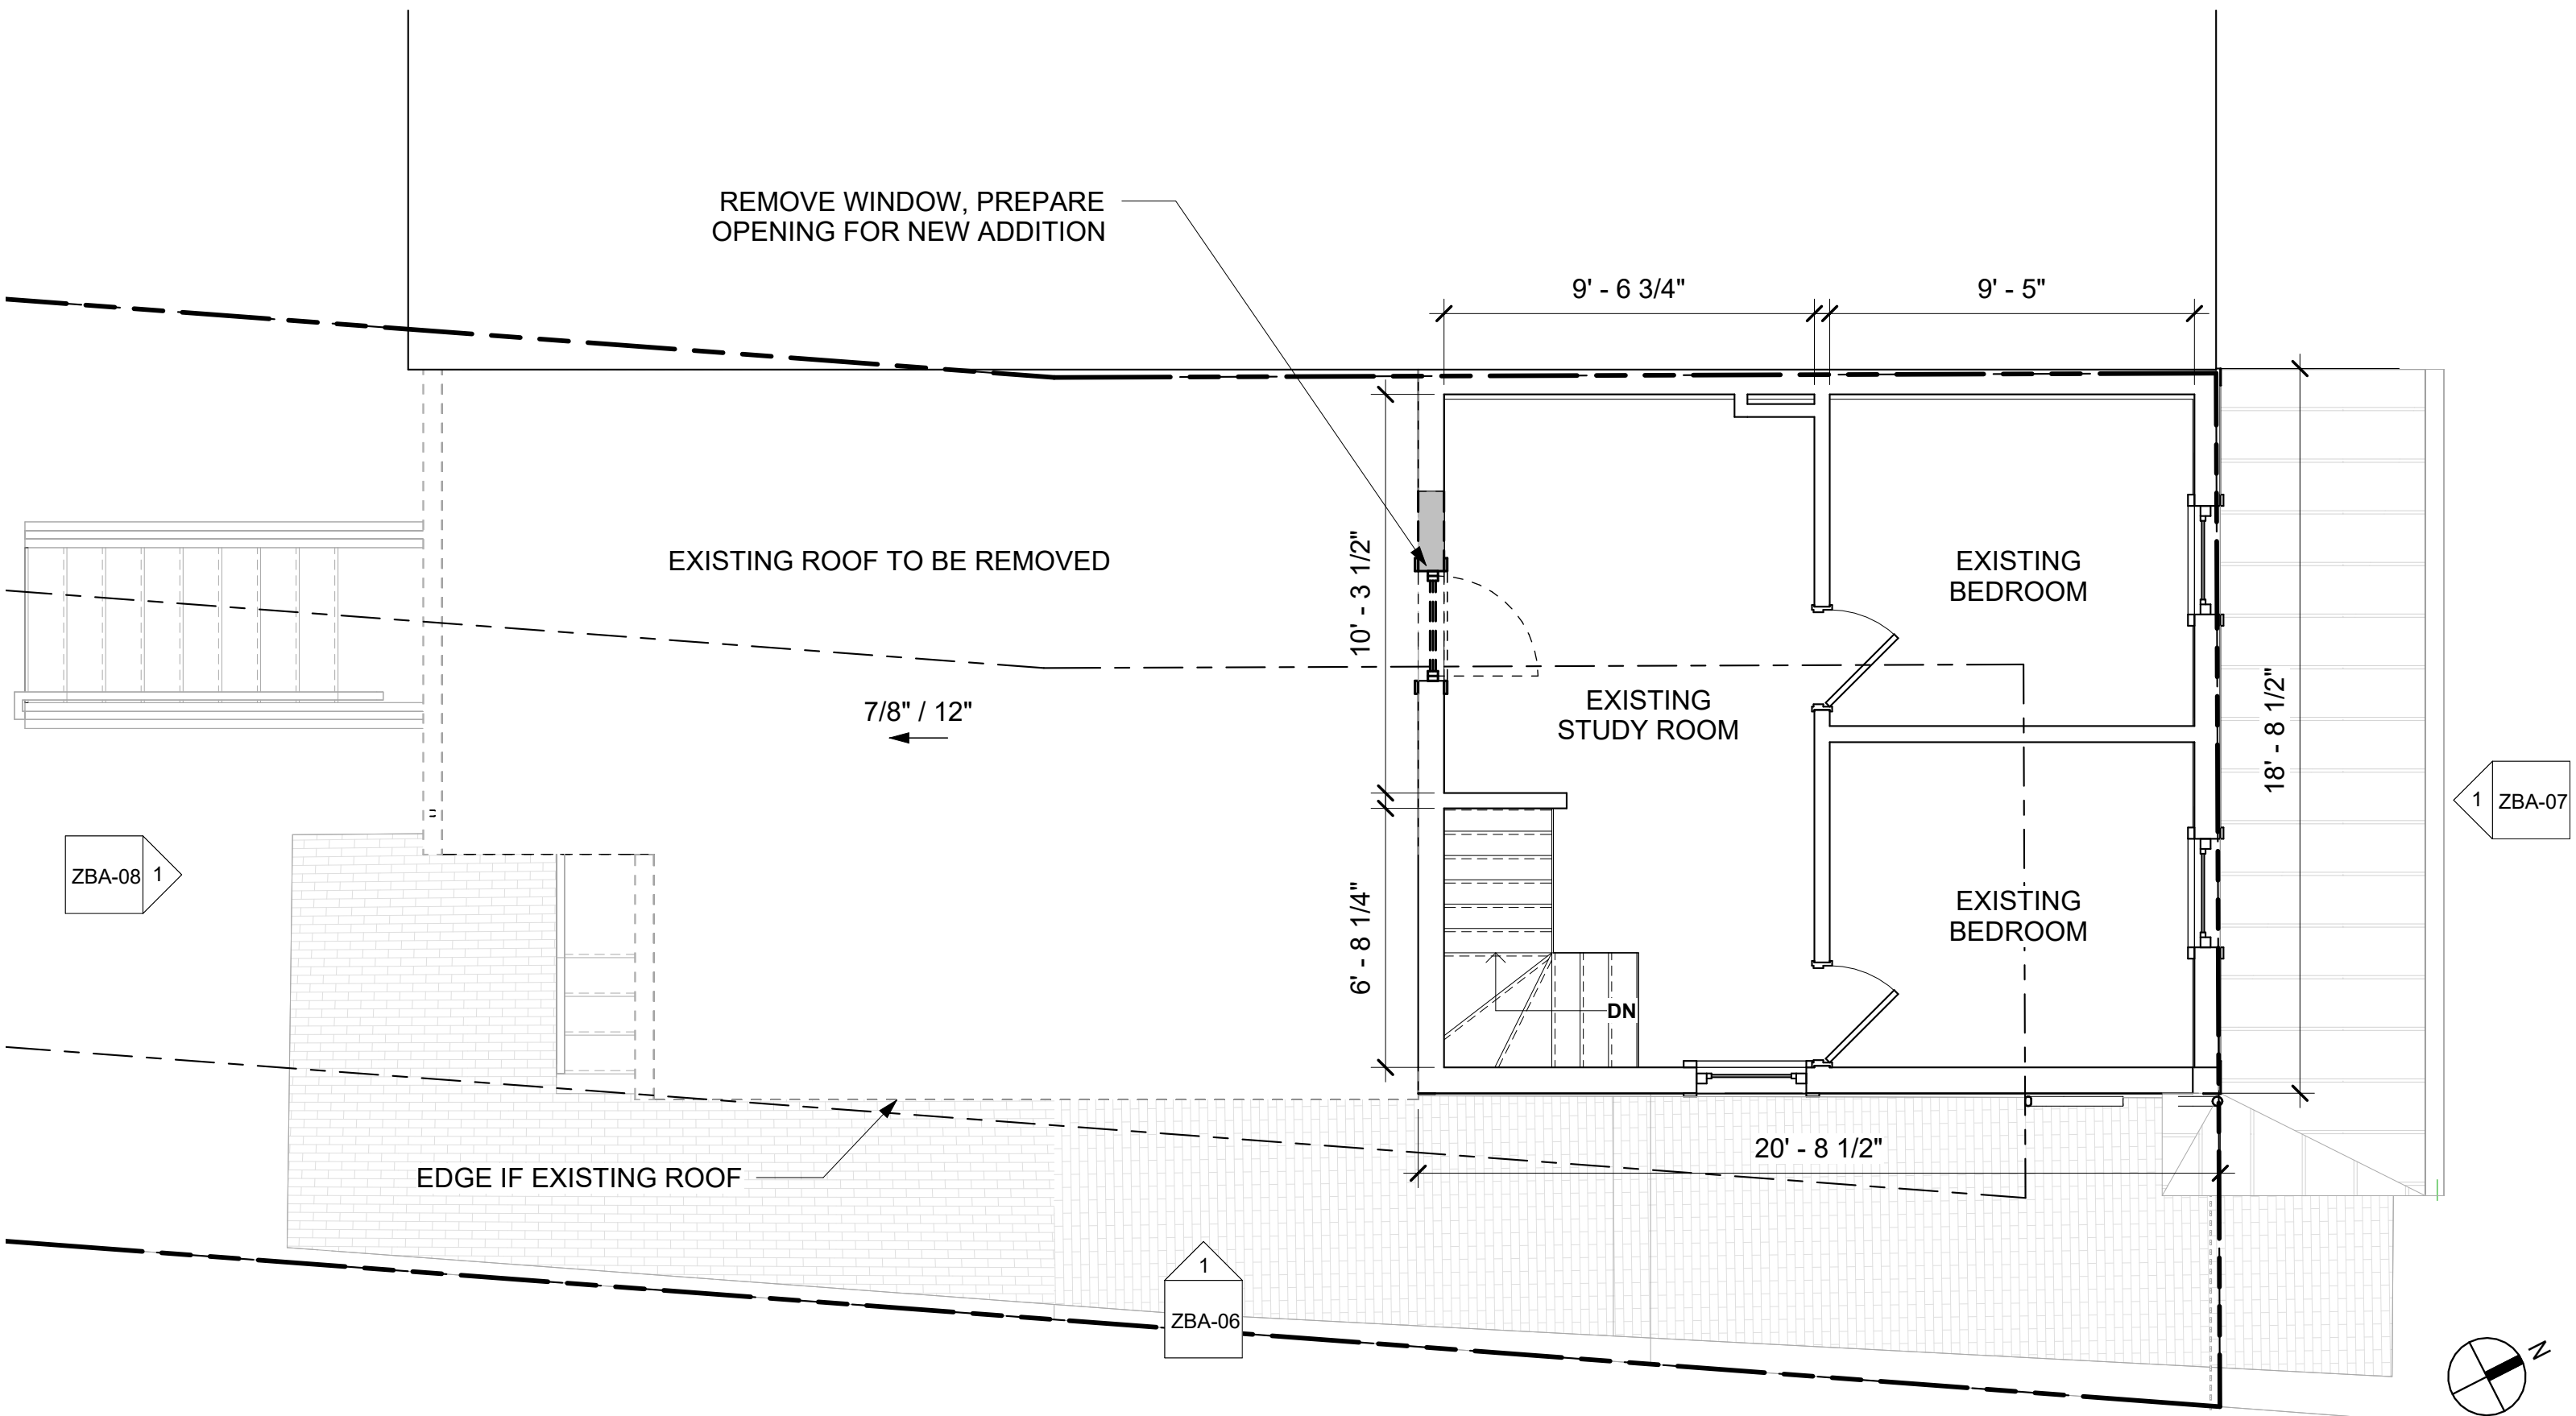 REMOVE WINDOW, PREPARE
OPENING FOR NEW ADDITION
9' - 6 3/4"
9' - 5"
EXISTING ROOF TO BE REMOVED
10' - 3 1/2"
EXISTING
BEDROOM
EXISTING
STUDY ROOM
7/8" / 12"
18' - 8 1/2"
1
ZBA-07
ZBA-08
1
6' - 8 1/4"
EXISTING
BEDROOM
DN
20' - 8 1/2"
EDGE IF EXISTING ROOF
1
ZBA-06
N